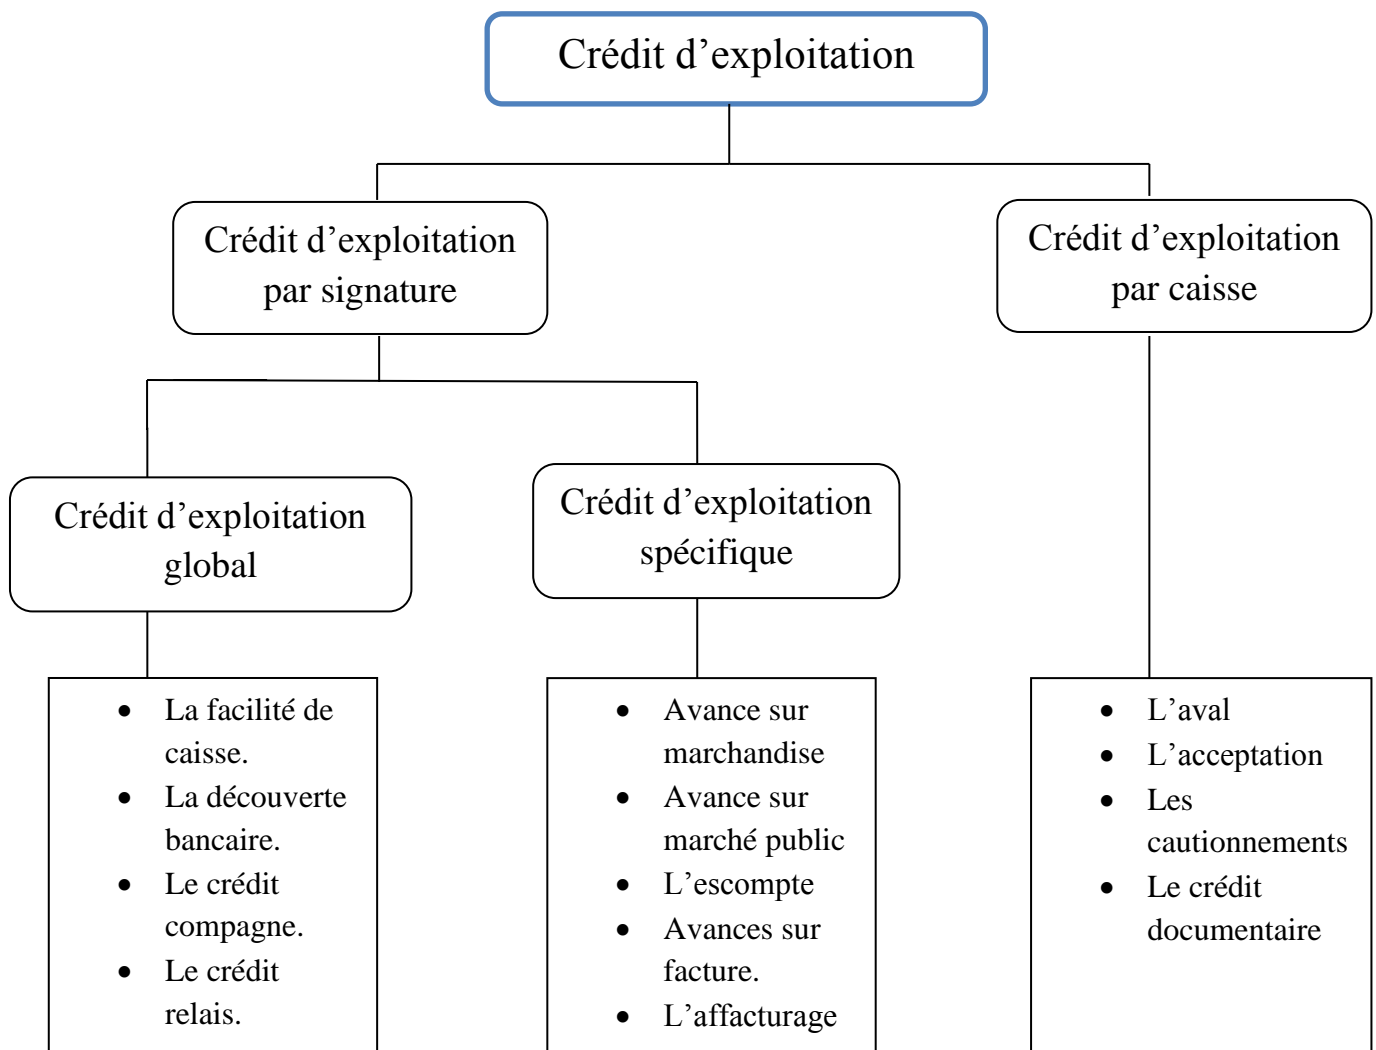 Crédit d’exploitation
Crédit d’exploitation
par signature
Crédit d’exploitation
par caisse
Crédit d’exploitation
global
Crédit d’exploitation
spécifique
• La facilité de
caisse.
• La découverte
bancaire.
• Le crédit
compagne.
• Le crédit
relais.
• Avance sur
marchandise
• Avance sur
marché public
• L’escompte
• Avances sur
facture.
• L’affacturage
• L’aval
• L’acceptation
• Les
cautionnements
• Le crédit
documentaire